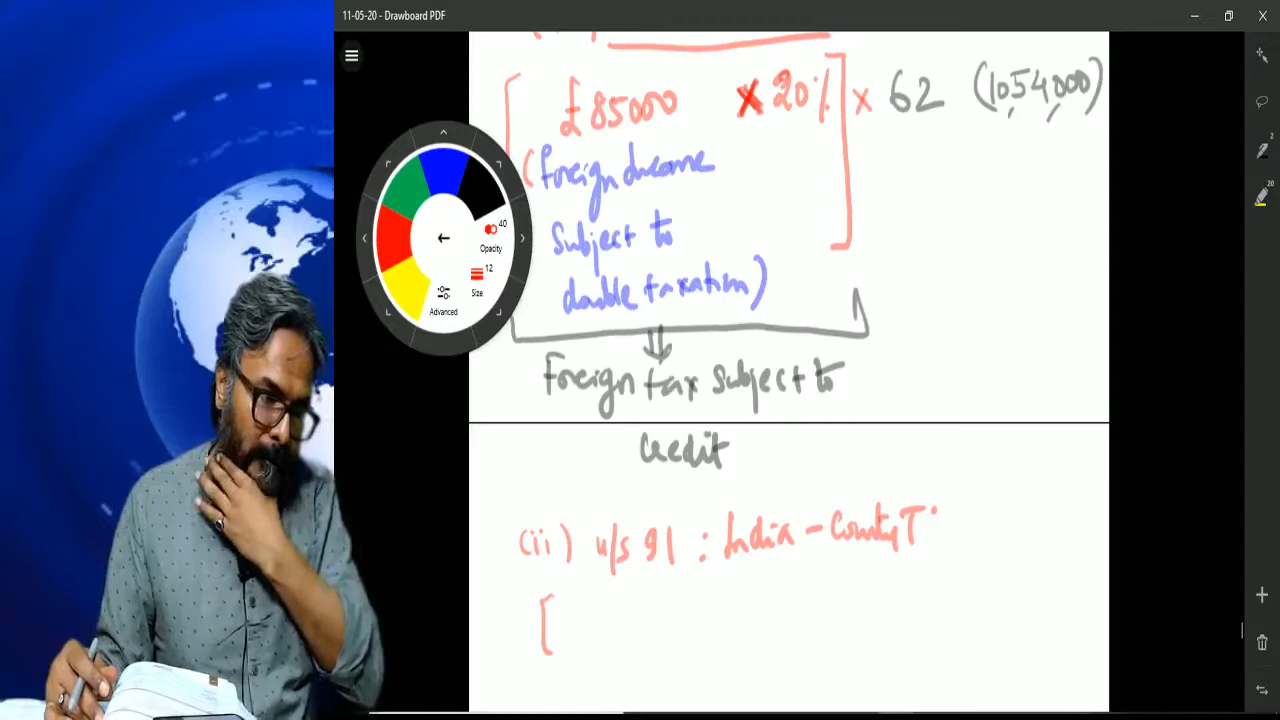 11-05-20 - Drawboard PDF
[ £85000 × 20% ] × 62 (10,54,000)
(Foreign Income
Subject to
double taxation)
40
Opacity
12
Size
Advanced
20
Foreign tax subject to
credit
(ii) u/s 91 : India - Country T'
[